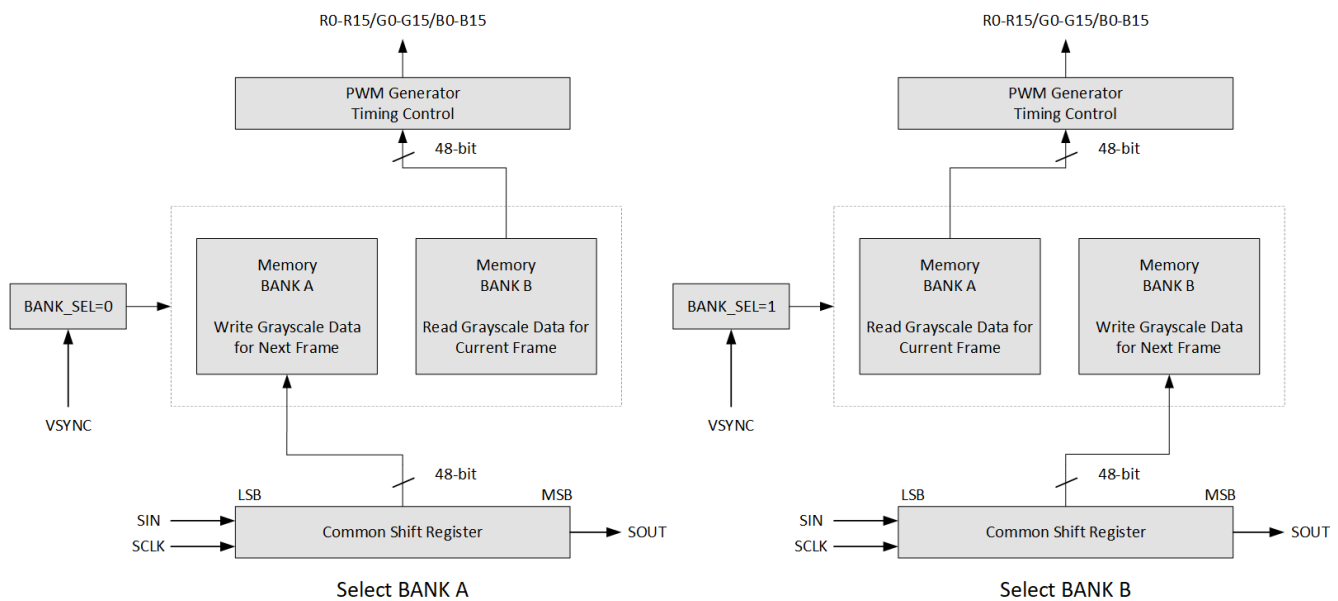 R0-R15/G0-G15/B0-B15
PWM Generator
Timing Control
48-bit
Memory
BANK A
Write Grayscale Data
for Next Frame
Memory
BANK B
Read Grayscale Data for
Current Frame
BANK_SEL=0
VSYNC
48-bit
LSB
MSB
SIN
SCLK
Common Shift Register
SOUT
Select BANK A
R0-R15/G0-G15/B0-B15
PWM Generator
Timing Control
48-bit
Memory
BANK A
Read Grayscale Data for
Current Frame
Memory
BANK B
Write Grayscale Data
for Next Frame
BANK_SEL=1
VSYNC
48-bit
LSB
MSB
SIN
SCLK
Common Shift Register
SOUT
Select BANK B